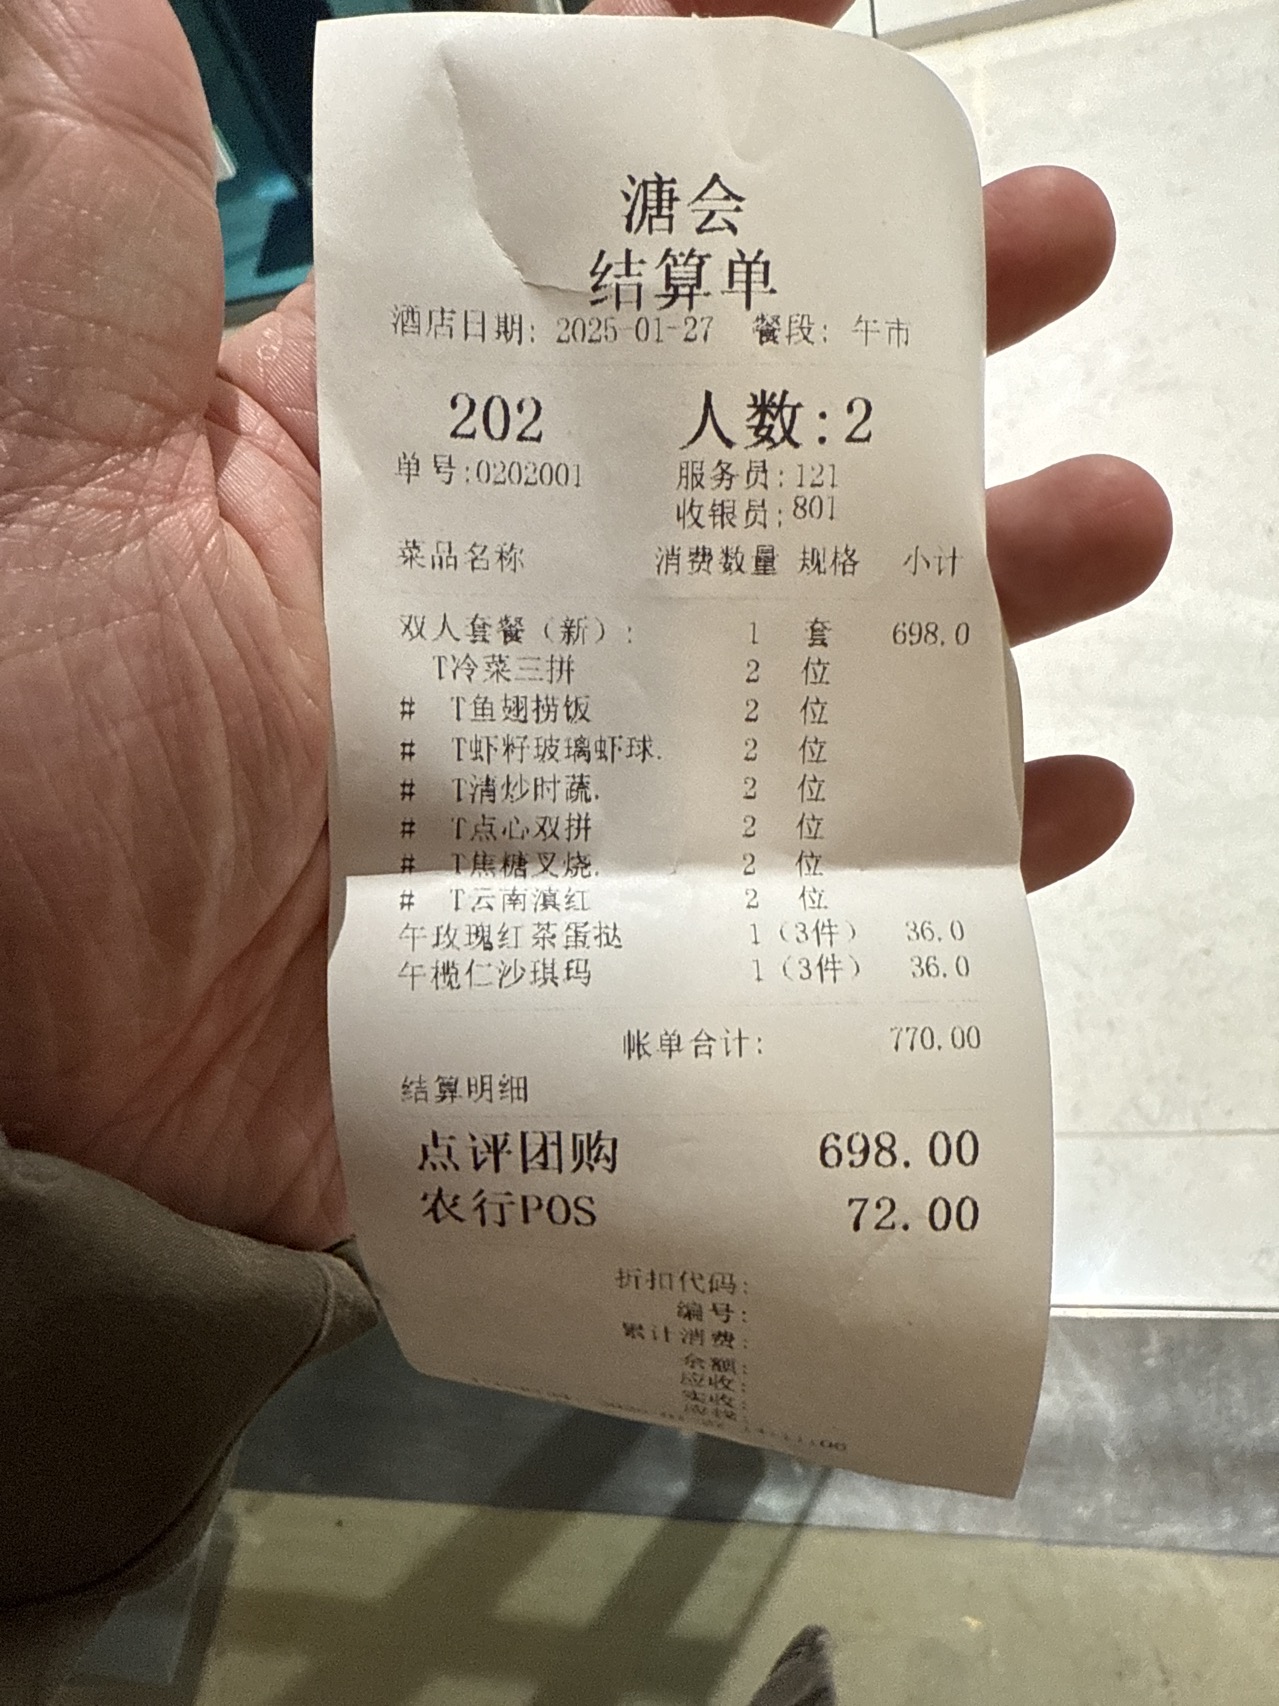 溏会
结算单
酒店日期: 2025-01-27 餐段: 午市
202 人数:2
单号:0202001 服务员:121
收银员:801
菜品名称 消费数量 规格 小计
双人套餐（新）: 1 套 698.0
T冷菜三拼 2 位
# T鱼翅捞饭 2 位
# T虾籽玻璃虾球. 2 位
# T清炒时蔬. 2 位
# T点心双拼 2 位
# T焦糖叉烧. 2 位
# T云南滇红 2 位
午玫瑰红茶蛋挞 1（3件） 36.0
午榄仁沙琪玛 1（3件） 36.0
帐单合计: 770.00
结算明细
点评团购 698.00
农行POS 72.00
折扣代码:
编号:
累计消费:
余额:
应收:
实收:
应找: